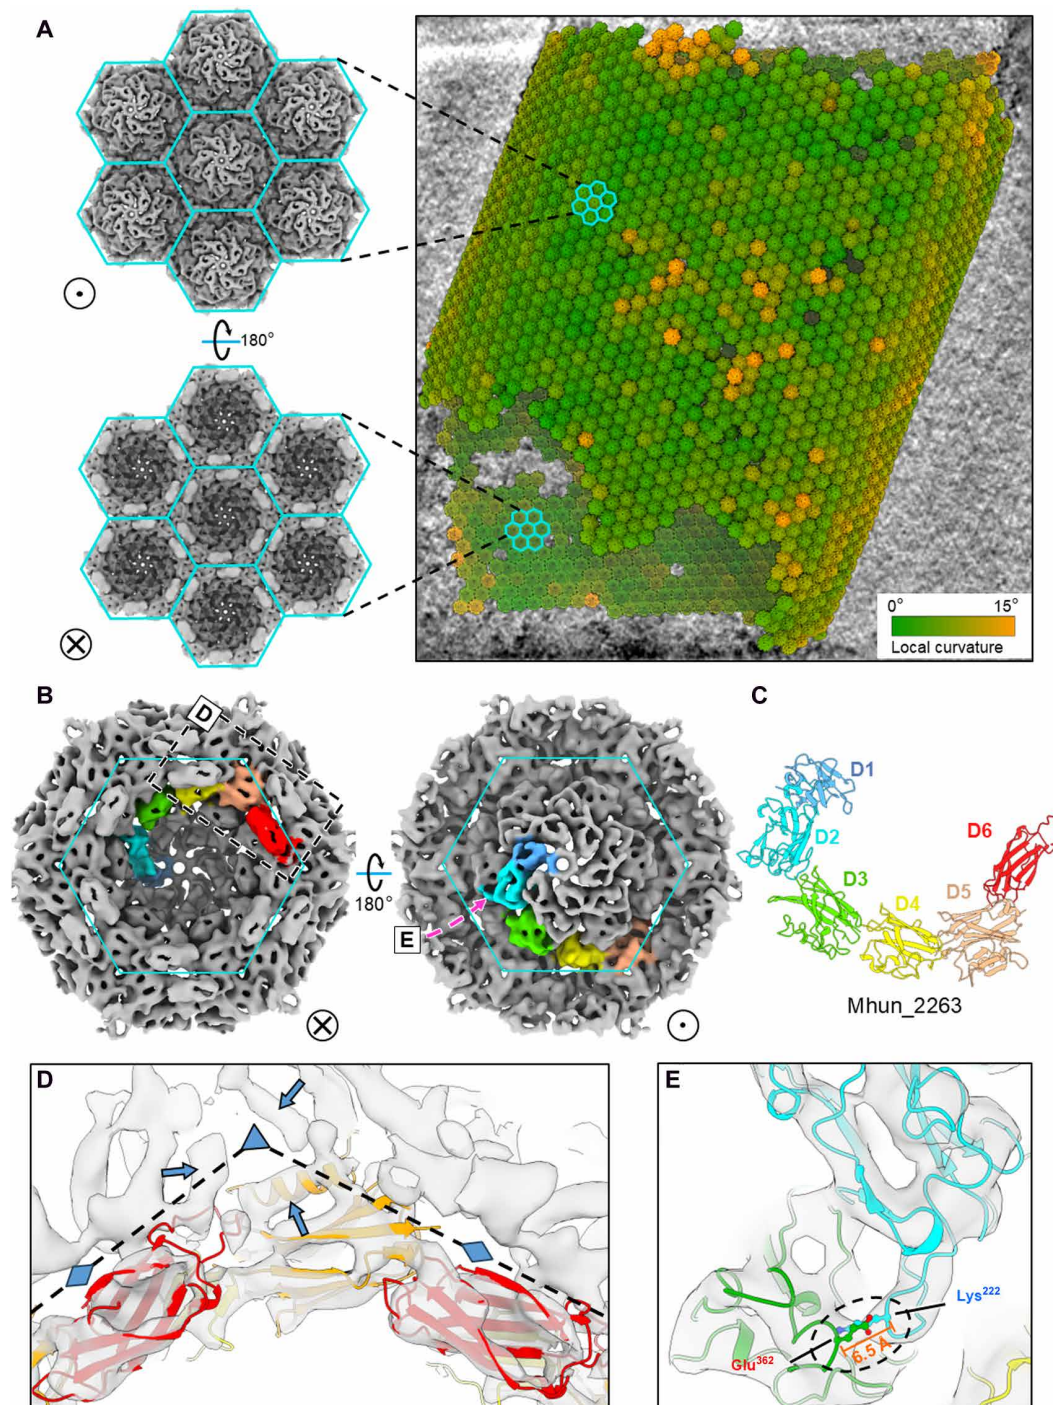 A
180°
0° 15°
Local curvature
B
D
E
180°
C
D1
D2
D3
D4
D5
D6
Mhun_2263
D
E
Lys²²²
Glu³⁶²
6.5 Å